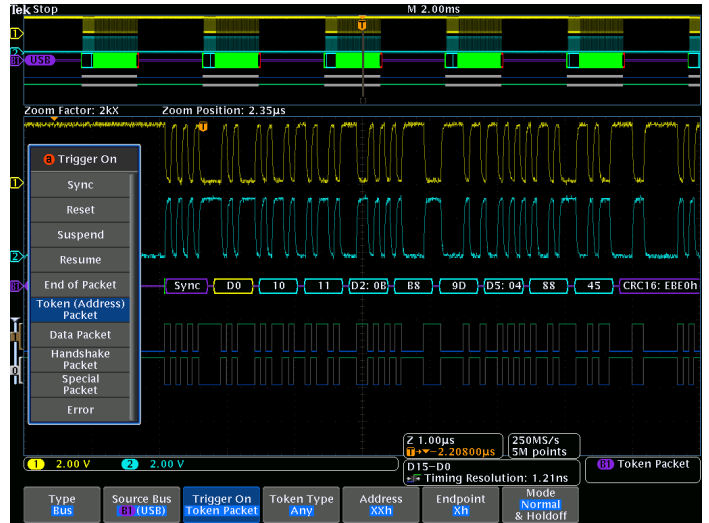 Tek Stop
M 2.00ms
T
1
2
B1 USB
Zoom Factor: 2kX
Zoom Position: 2.35µs
T
a Trigger On
Sync
Reset
Suspend
Resume
End of Packet
Token (Address)
Packet
Data Packet
Handshake
Packet
Special
Packet
Error
1
2
B1
Sync D0 10 11 D2: 0B B8 9D D5: 04 88 45 CRC16: EBE0h
1
0
Z 1.00µs
T→▼−2.20800µs
250MS/s
5M points
1 2.00 V
2 2.00 V
D15−D0
Timing Resolution: 1.21ns
B1 Token Packet
Type
Bus
Source Bus
B1 (USB)
Trigger On
Token Packet
Token Type
Any
Address
XXh
Endpoint
Xh
Mode
Normal
& Holdoff